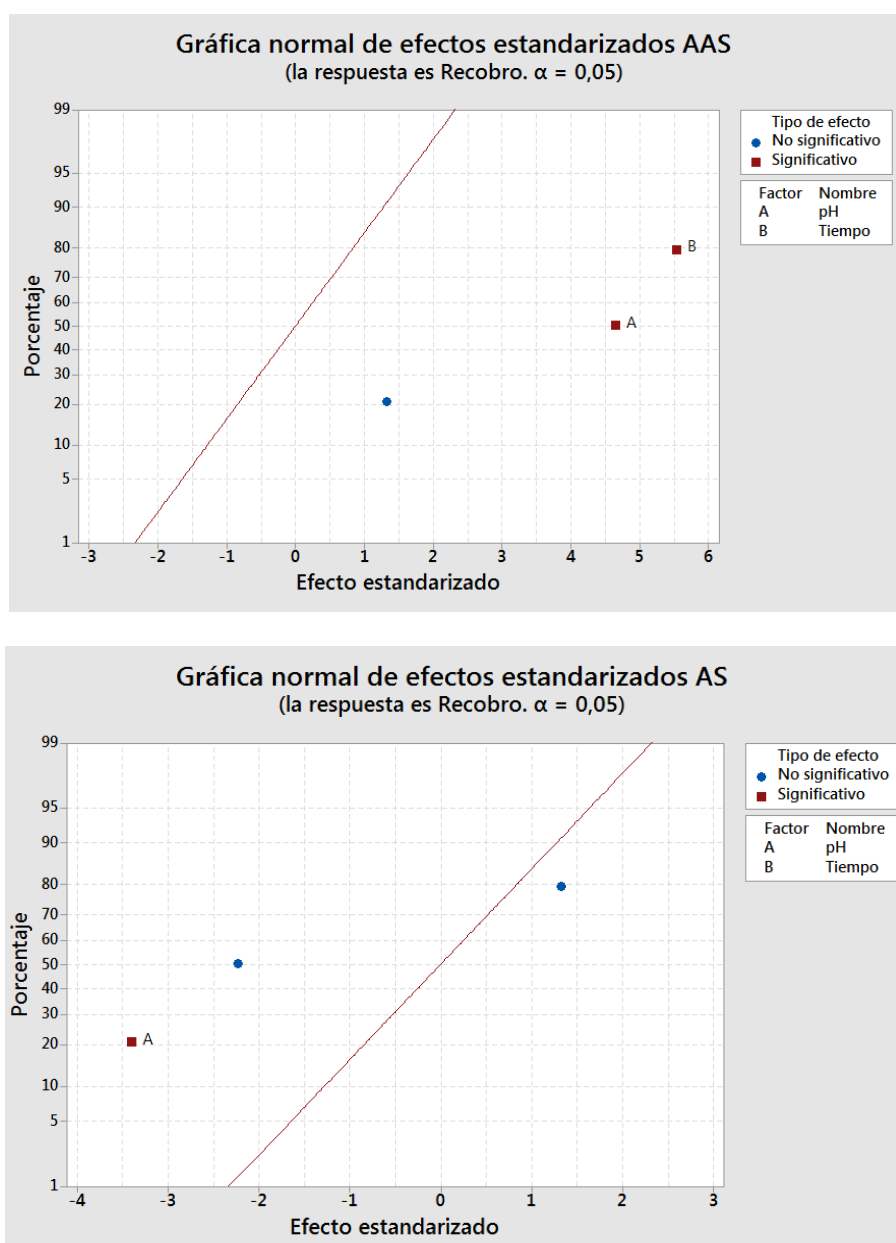 Gráfica normal de efectos estandarizados AAS
(la respuesta es Recobro. α = 0,05)
99
95
90
80
70
60
50
40
30
20
10
5
1
Porcentaje
B
A
-3 -2 -1 0 1 2 3 4 5 6
Efecto estandarizado
Tipo de efecto
No significativo
Significativo
Factor Nombre
A pH
B Tiempo
Gráfica normal de efectos estandarizados AS
(la respuesta es Recobro. α = 0,05)
99
95
90
80
70
60
50
40
30
20
10
5
1
Porcentaje
A
-4 -3 -2 -1 0 1 2 3
Efecto estandarizado
Tipo de efecto
No significativo
Significativo
Factor Nombre
A pH
B Tiempo